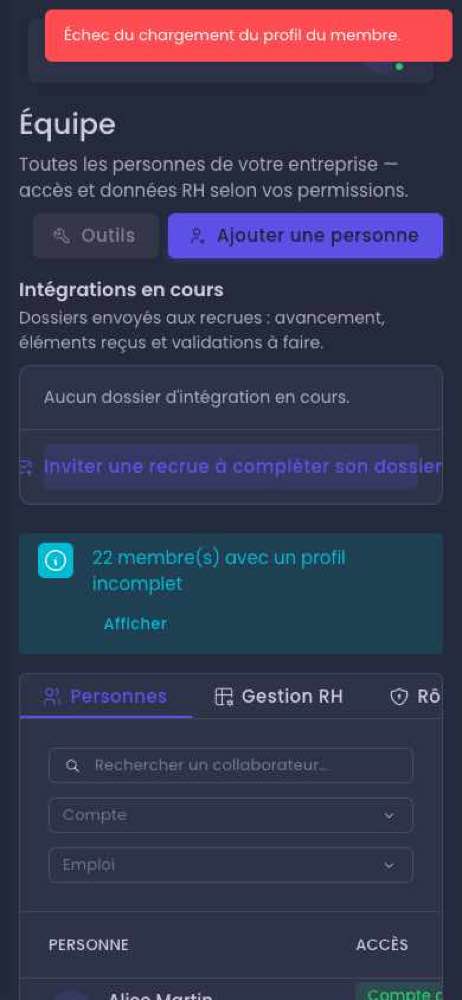 Échec du chargement du profil du membre.
Équipe
Toutes les personnes de votre entreprise —
accès et données RH selon vos permissions.
Outils
Ajouter une personne
Intégrations en cours
Dossiers envoyés aux recrues : avancement,
éléments reçus et validations à faire.
Aucun dossier d'intégration en cours.
Inviter une recrue à compléter son dossier
22 membre(s) avec un profil
incomplet
Afficher
Personnes
Gestion RH
Rô
Rechercher un collaborateur...
Compte
Emploi
PERSONNE
ACCÈS
Alice Martin
Compte